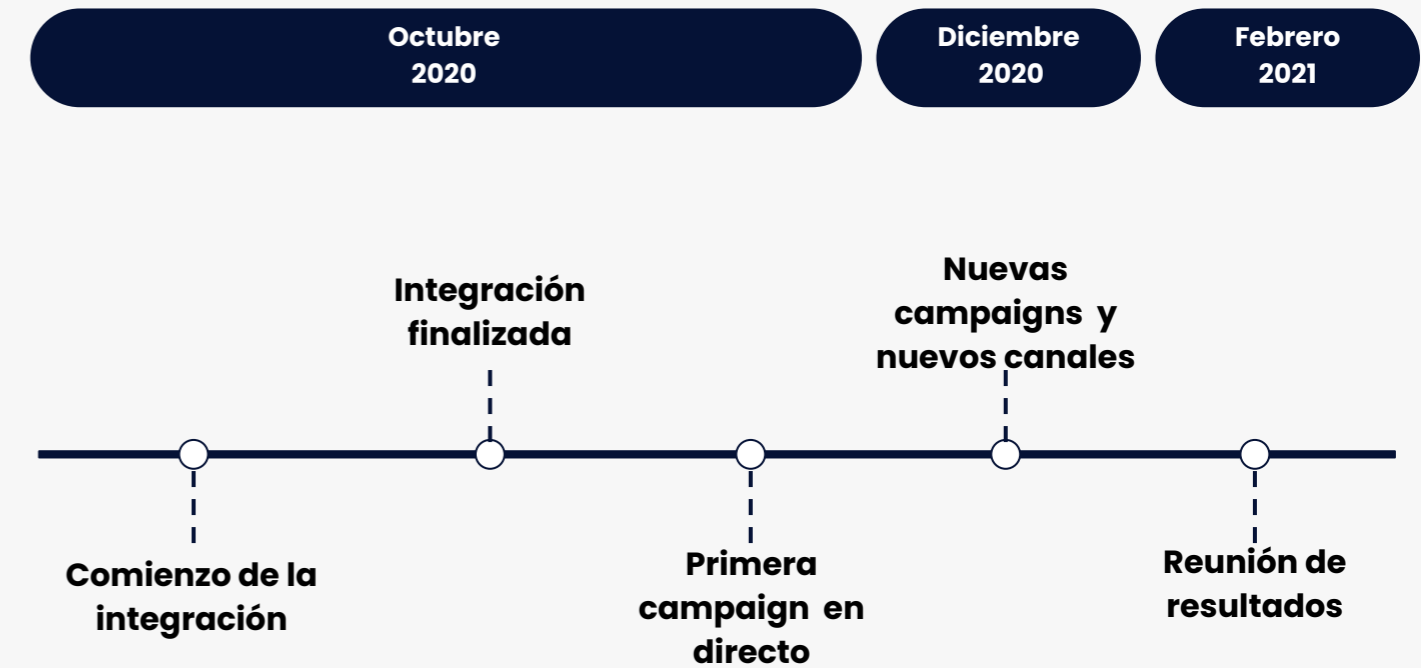 Octubre
2020
Diciembre
2020
Febrero
2021
Integración
finalizada
Nuevas
campaigns y
nuevos canales
Comienzo de la
integración
Primera
campaign en
directo
Reunión de
resultados